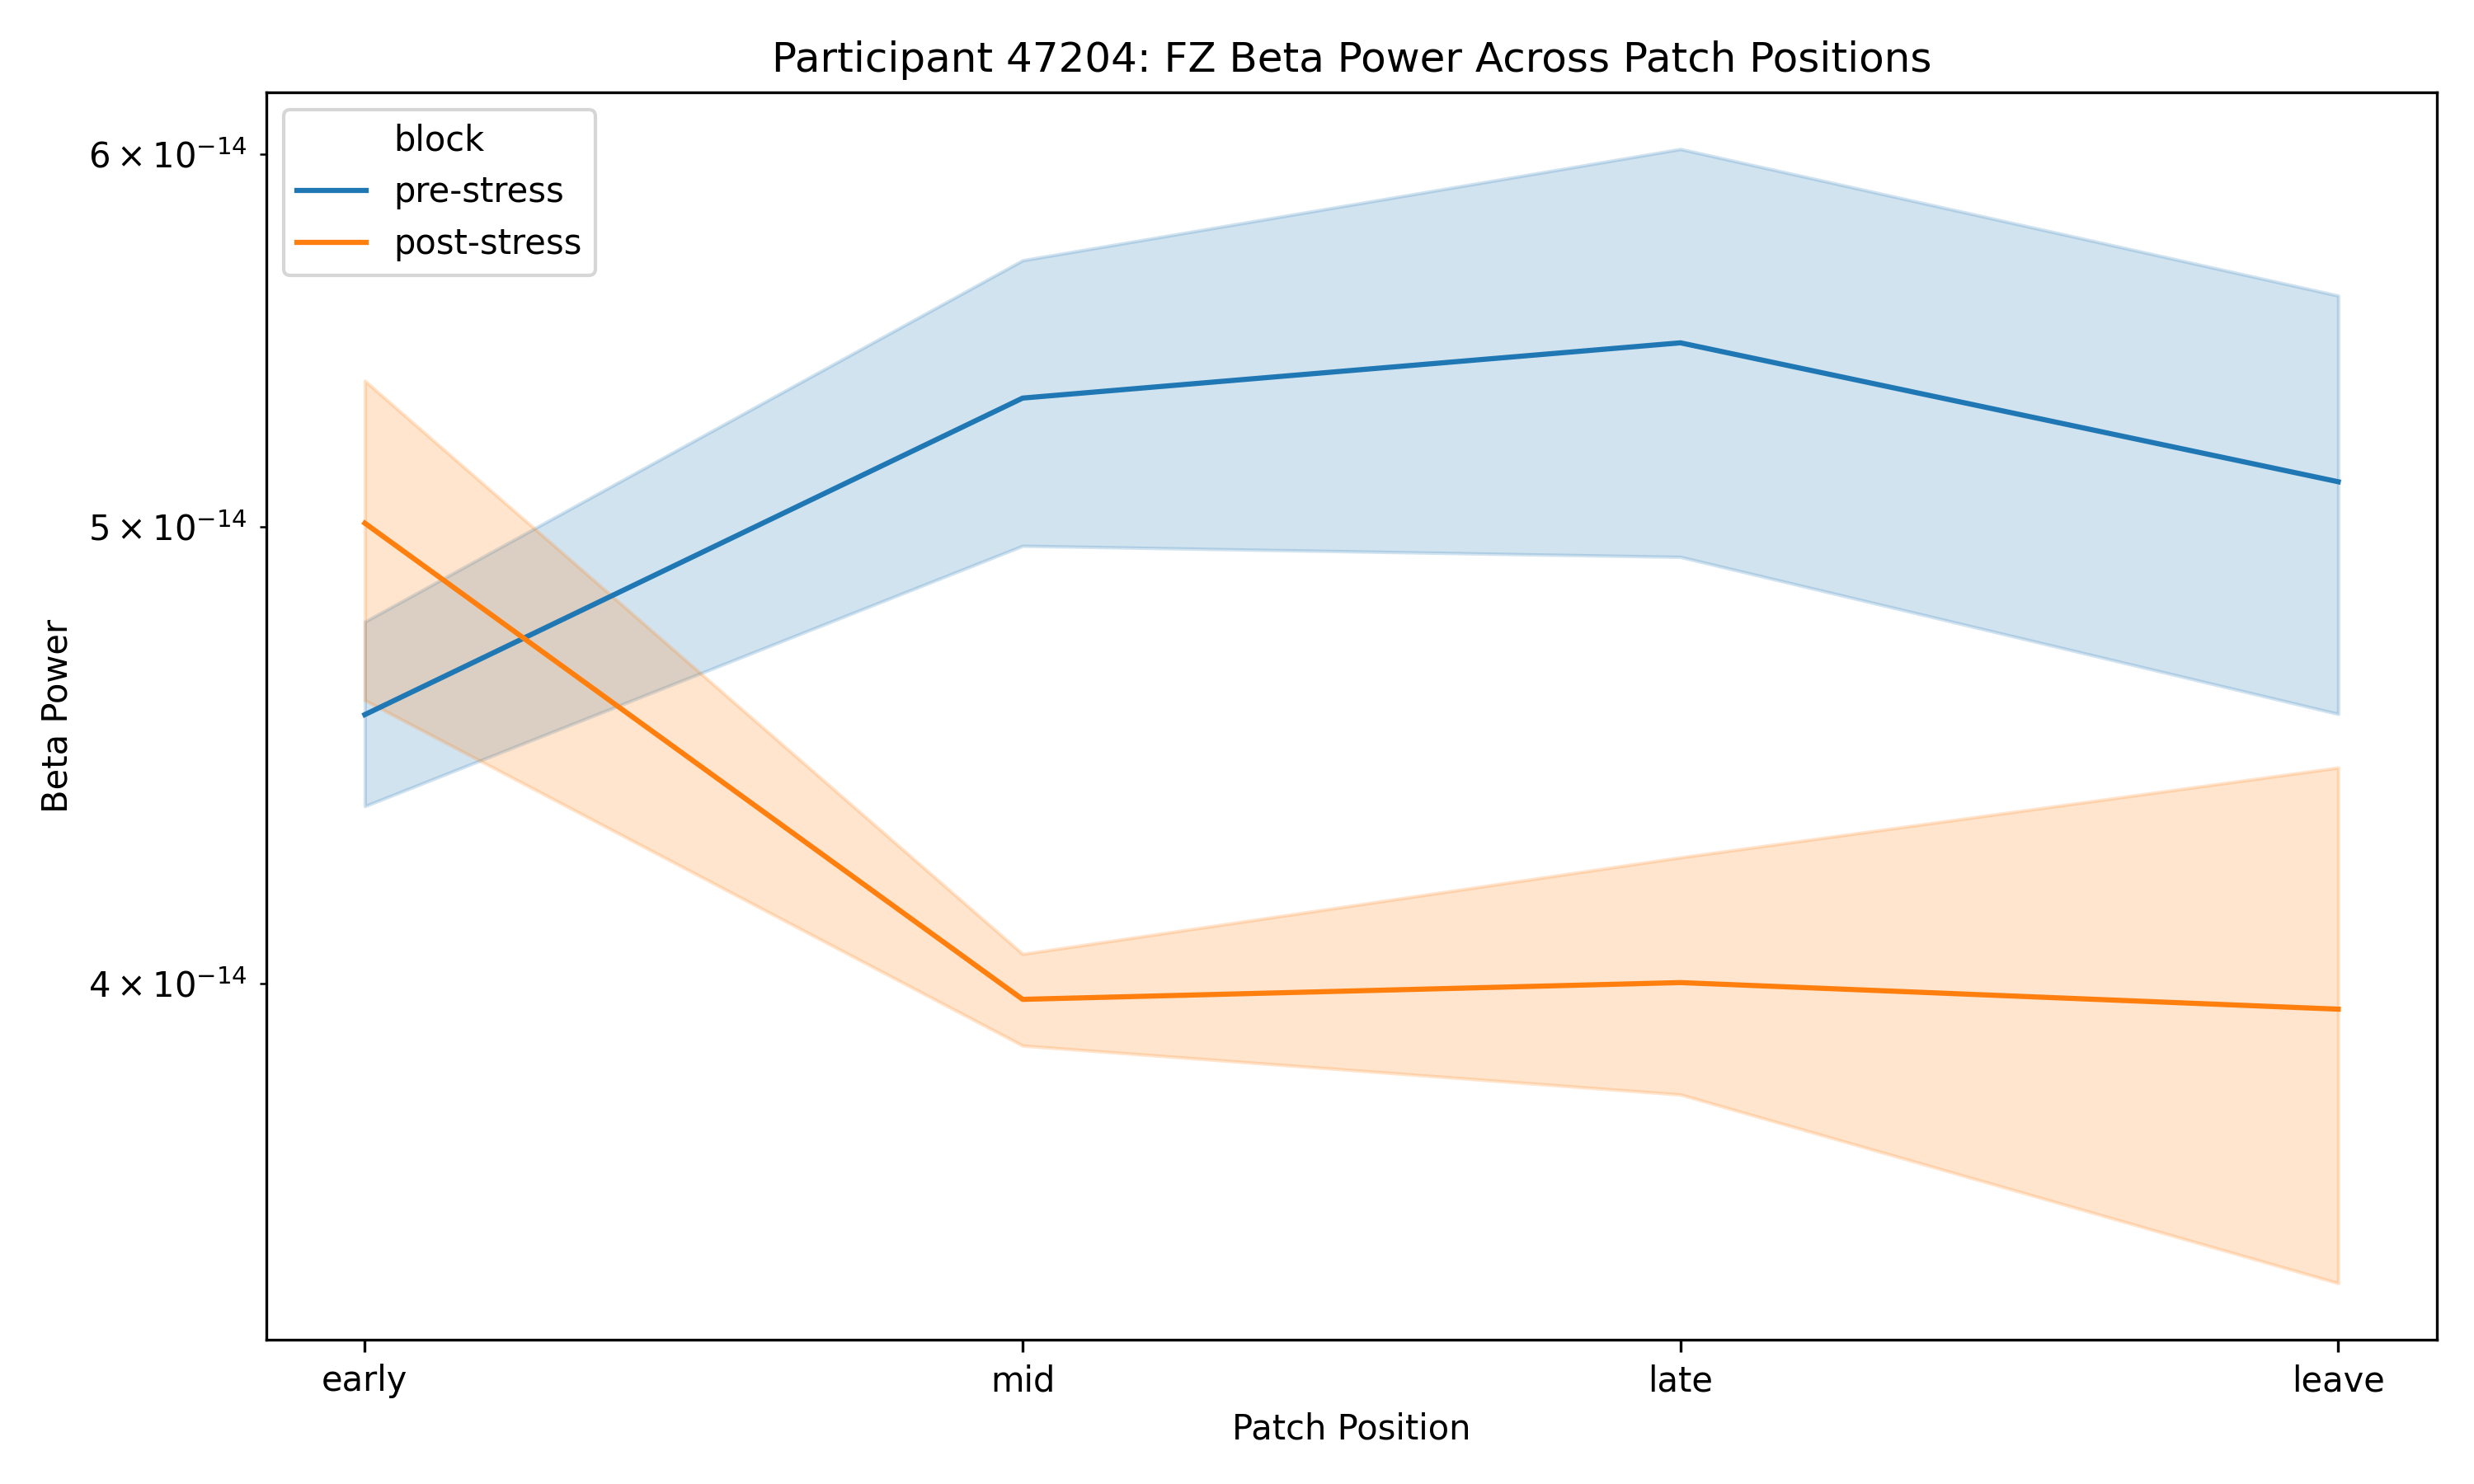 Participant 47204: FZ Beta Power Across Patch Positions
block
pre-stress
post-stress
6 × 10⁻¹⁴
5 × 10⁻¹⁴
4 × 10⁻¹⁴
Beta Power
early mid late leave
Patch Position